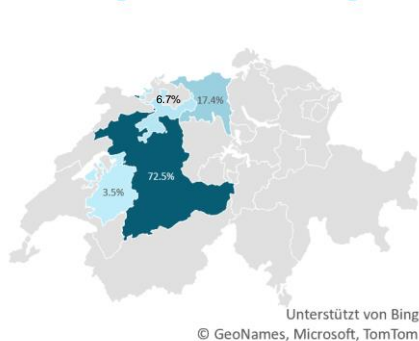 6.7%
17.4%
72.5%
3.5%
Unterstützt von Bing
© GeoNames, Microsoft, TomTom